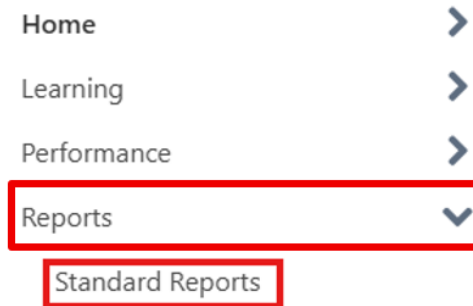 Home
Learning
Performance
Reports
Standard Reports